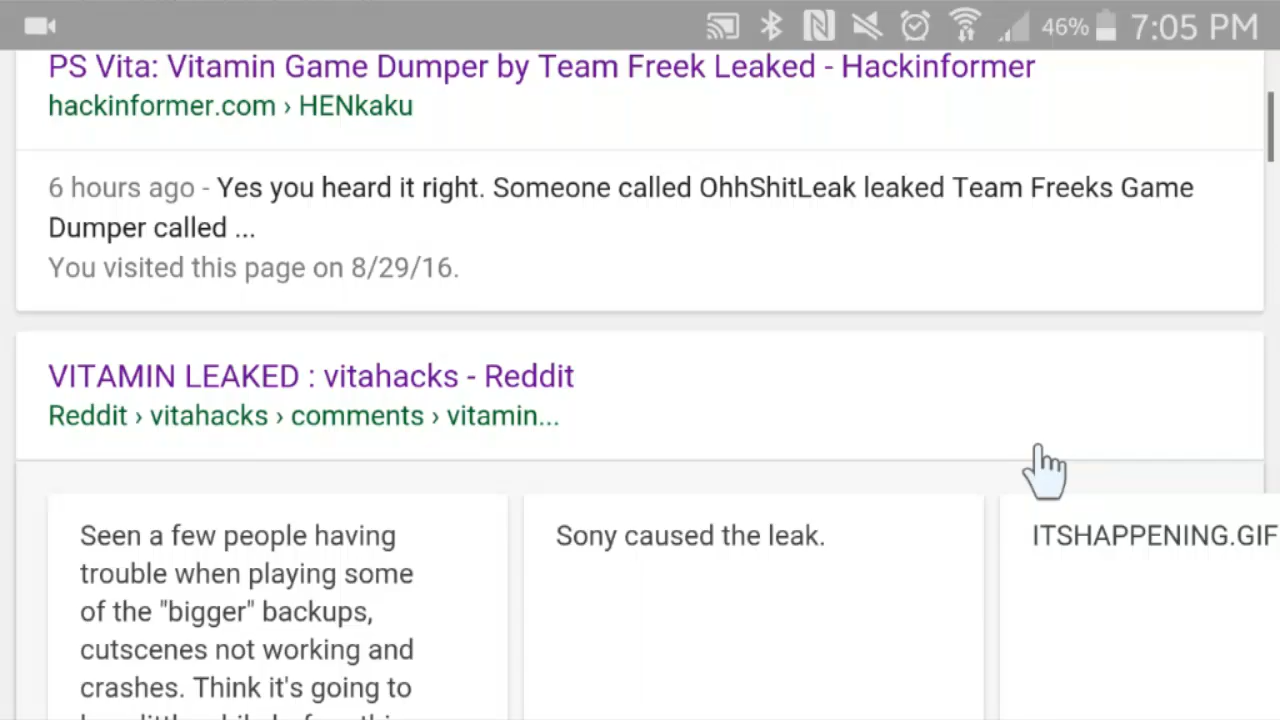 46% 7:05 PM
PS Vita: Vitamin Game Dumper by Team Freek Leaked - Hackinformer
hackinformer.com › HENkaku
6 hours ago - Yes you heard it right. Someone called OhhShitLeak leaked Team Freeks Game
Dumper called ...
You visited this page on 8/29/16.
VITAMIN LEAKED : vitahacks - Reddit
Reddit › vitahacks › comments › vitamin...
Seen a few people having
trouble when playing some
of the "bigger" backups,
cutscenes not working and
crashes. Think it's going to
Sony caused the leak.
ITSHAPPENING.GIF